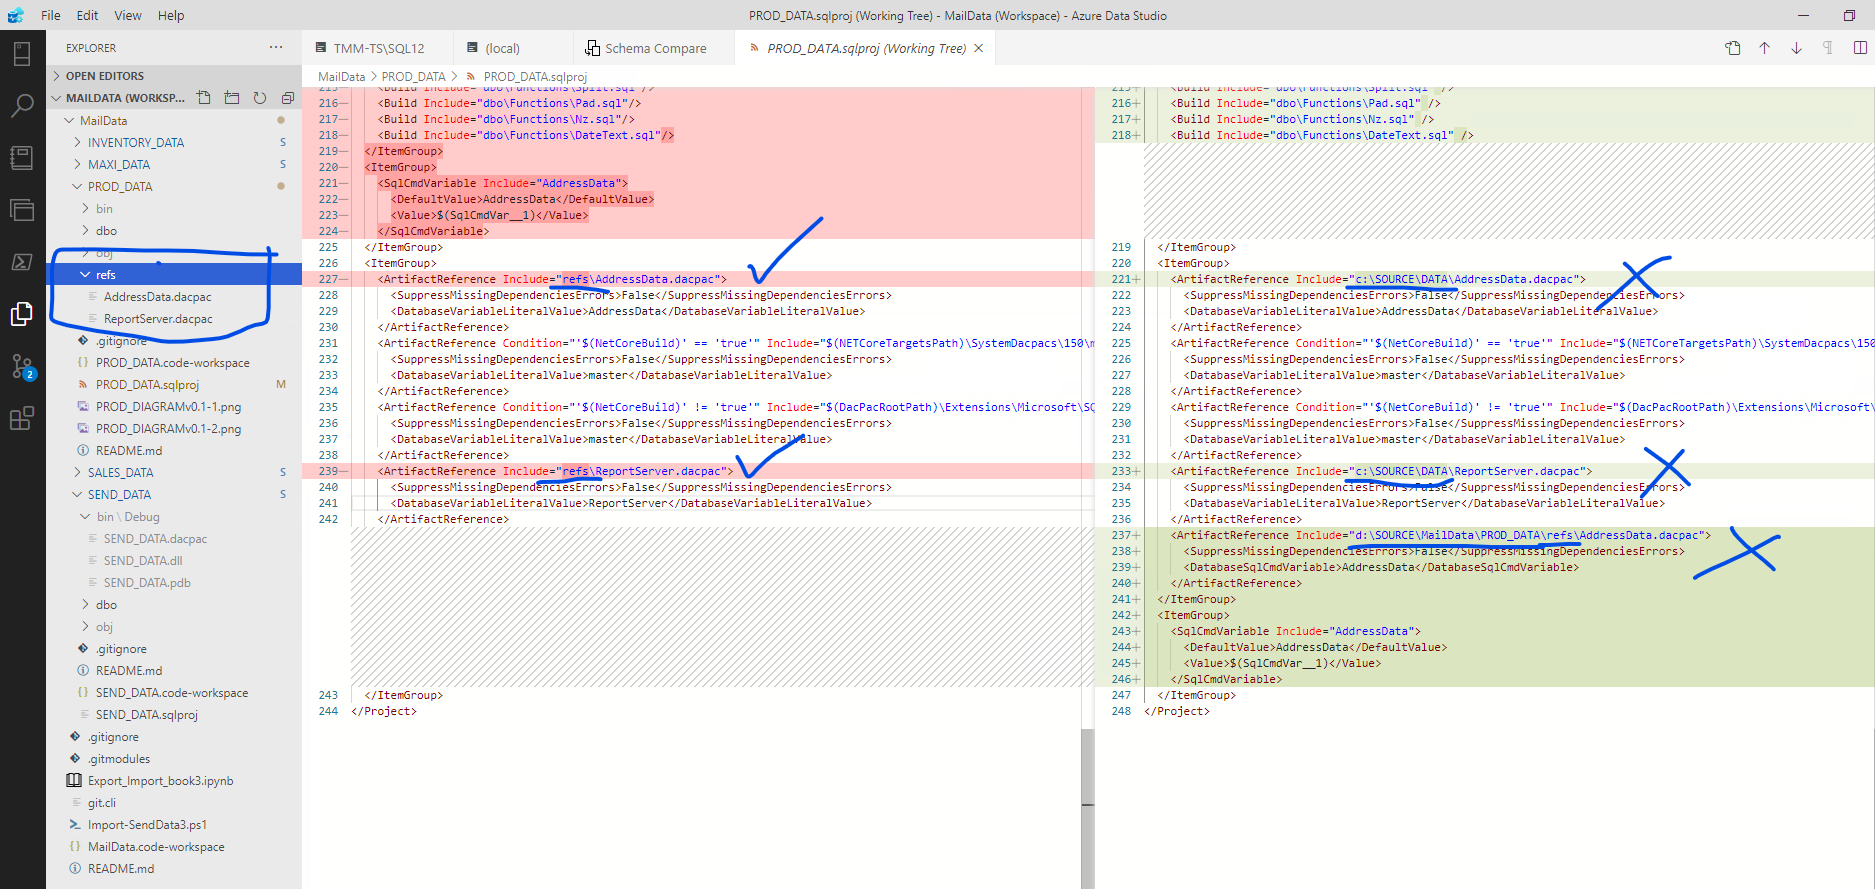 File Edit View Help
PROD_DATA.sqlproj (Working Tree) - MailData (Workspace) - Azure Data Studio
EXPLORER
OPEN EDITORS
MAILDATA (WORKSP...
MailData
INVENTORY_DATA S
MAXI_DATA S
PROD_DATA
bin
dbo
obj
refs
AddressData.dacpac
ReportServer.dacpac
.gitignore
PROD_DATA.code-workspace
PROD_DATA.sqlproj M
PROD_DIAGRAMv0.1-1.png
PROD_DIAGRAMv0.1-2.png
README.md
SALES_DATA S
SEND_DATA S
bin \ Debug
SEND_DATA.dacpac
SEND_DATA.dll
SEND_DATA.pdb
dbo
obj
.gitignore
README.md
SEND_DATA.code-workspace
SEND_DATA.sqlproj
.gitignore
.gitmodules
Export_Import_book3.ipynb
git.cli
Import-SendData3.ps1
MailData.code-workspace
README.md
2
TMM-TS\SQL12
(local)
Schema Compare
PROD_DATA.sqlproj (Working Tree)
MailData > PROD_DATA > PROD_DATA.sqlproj
215— <Build Include="dbo\Functions\Split.sql"/>
216— <Build Include="dbo\Functions\Pad.sql"/>
217— <Build Include="dbo\Functions\Nz.sql"/>
218— <Build Include="dbo\Functions\DateText.sql"/>
219— </ItemGroup>
220— <ItemGroup>
221— <SqlCmdVariable Include="AddressData">
222— <DefaultValue>AddressData</DefaultValue>
223— <Value>$(SqlCmdVar__1)</Value>
224— </SqlCmdVariable>
225 </ItemGroup>
226 <ItemGroup>
227— <ArtifactReference Include="refs\AddressData.dacpac">
228 <SuppressMissingDependenciesErrors>False</SuppressMissingDependenciesErrors>
229 <DatabaseVariableLiteralValue>AddressData</DatabaseVariableLiteralValue>
230 </ArtifactReference>
231 <ArtifactReference Condition="'$(NetCoreBuild)' == 'true'" Include="$(NETCoreTargetsPath)\SystemDacpacs\150\m
232 <SuppressMissingDependenciesErrors>False</SuppressMissingDependenciesErrors>
233 <DatabaseVariableLiteralValue>master</DatabaseVariableLiteralValue>
234 </ArtifactReference>
235 <ArtifactReference Condition="'$(NetCoreBuild)' != 'true'" Include="$(DacPacRootPath)\Extensions\Microsoft\SQ
236 <SuppressMissingDependenciesErrors>False</SuppressMissingDependenciesErrors>
237 <DatabaseVariableLiteralValue>master</DatabaseVariableLiteralValue>
238 </ArtifactReference>
239— <ArtifactReference Include="refs\ReportServer.dacpac">
240 <SuppressMissingDependenciesErrors>False</SuppressMissingDependenciesErrors>
241 <DatabaseVariableLiteralValue>ReportServer</DatabaseVariableLiteralValue>
242 </ArtifactReference>
243 </ItemGroup>
244 </Project>
215+ <Build Include="dbo\Functions\Split.sql" />
216+ <Build Include="dbo\Functions\Pad.sql" />
217+ <Build Include="dbo\Functions\Nz.sql" />
218+ <Build Include="dbo\Functions\DateText.sql" />
219 </ItemGroup>
220 <ItemGroup>
221+ <ArtifactReference Include="c:\SOURCE\DATA\AddressData.dacpac">
222 <SuppressMissingDependenciesErrors>False</SuppressMissingDependenciesErrors>
223 <DatabaseVariableLiteralValue>AddressData</DatabaseVariableLiteralValue>
224 </ArtifactReference>
225 <ArtifactReference Condition="'$(NetCoreBuild)' == 'true'" Include="$(NETCoreTargetsPath)\SystemDacpacs\150
226 <SuppressMissingDependenciesErrors>False</SuppressMissingDependenciesErrors>
227 <DatabaseVariableLiteralValue>master</DatabaseVariableLiteralValue>
228 </ArtifactReference>
229 <ArtifactReference Condition="'$(NetCoreBuild)' != 'true'" Include="$(DacPacRootPath)\Extensions\Microsoft\
230 <SuppressMissingDependenciesErrors>False</SuppressMissingDependenciesErrors>
231 <DatabaseVariableLiteralValue>master</DatabaseVariableLiteralValue>
232 </ArtifactReference>
233+ <ArtifactReference Include="c:\SOURCE\DATA\ReportServer.dacpac">
234 <SuppressMissingDependenciesErrors>False</SuppressMissingDependenciesErrors>
235 <DatabaseVariableLiteralValue>ReportServer</DatabaseVariableLiteralValue>
236 </ArtifactReference>
237+ <ArtifactReference Include="d:\SOURCE\MailData\PROD_DATA\refs\AddressData.dacpac">
238+ <SuppressMissingDependenciesErrors>False</SuppressMissingDependenciesErrors>
239+ <DatabaseSqlCmdVariable>AddressData</DatabaseSqlCmdVariable>
240+ </ArtifactReference>
241+ </ItemGroup>
242+ <ItemGroup>
243+ <SqlCmdVariable Include="AddressData">
244+ <DefaultValue>AddressData</DefaultValue>
245+ <Value>$(SqlCmdVar__1)</Value>
246+ </SqlCmdVariable>
247 </ItemGroup>
248 </Project>